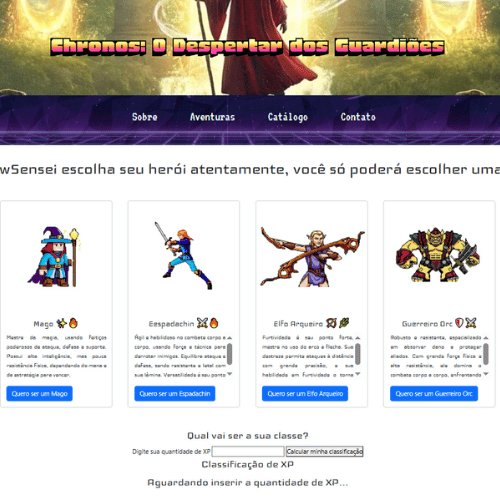 Chronos: O Despertar dos Guardiões
Sobre Aventuras Catálogo Contato
wSensei escolha seu herói atentamente, você só poderá escolher uma
Mago
Mestre da magia, usando feitiços
poderosos de ataque, defesa e suporte.
Possui alta inteligência, mas pouca
resistência física, dependendo da mana e
da estratégia para vencer.
Quero ser um Mago
Eespadachin
Ágil e habilidoso no combate corpo a
corpo, usando força e técnica para
derrotar inimigos. Equilibra ataque e
defesa, sendo resistente e letal com
sua lâmina. Versatilidade é seu ponto
Quero ser um Espadachin
Elfo Arqueiro
Furtividade é seu ponto forte,
mestre no uso do arco e flecha. Sua
destreza permite ataques à distância
com grande precisão, e sua
habilidade em furtividade o torna
Quero ser um Elfo Arqueiro
Guerreiro Orc
Robusto e resistente, especializado
em absorver dano e proteger
aliados. Com grande força física e
alta resistência, ele domina o
combate corpo a corpo, enfrentando
Quero ser um Guerreiro Orc
Qual vai ser a sua classe?
Digite sua quantidade de XP Calcular minha classificação
Classificação de XP
Aguardando inserir a quantidade de XP...